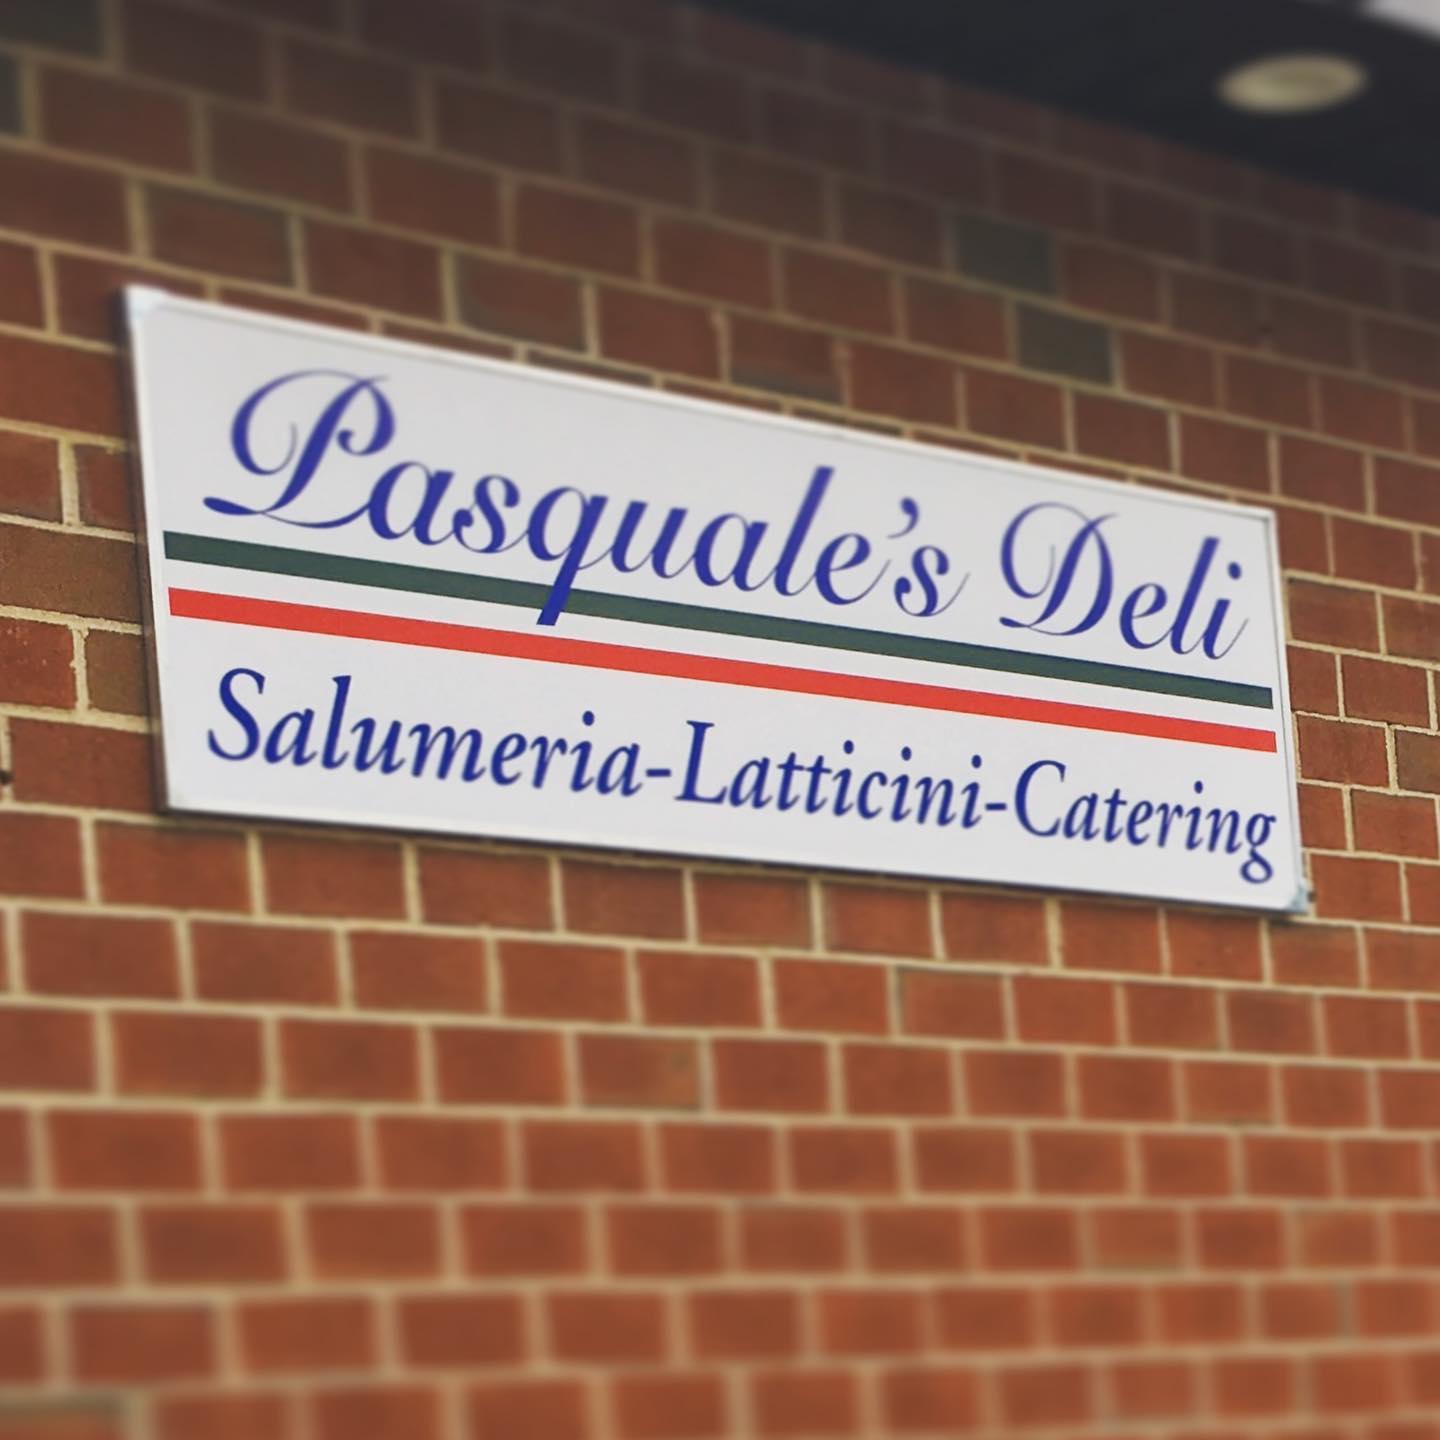 Pasquale's Deli
Salumeria-Latticini-Catering